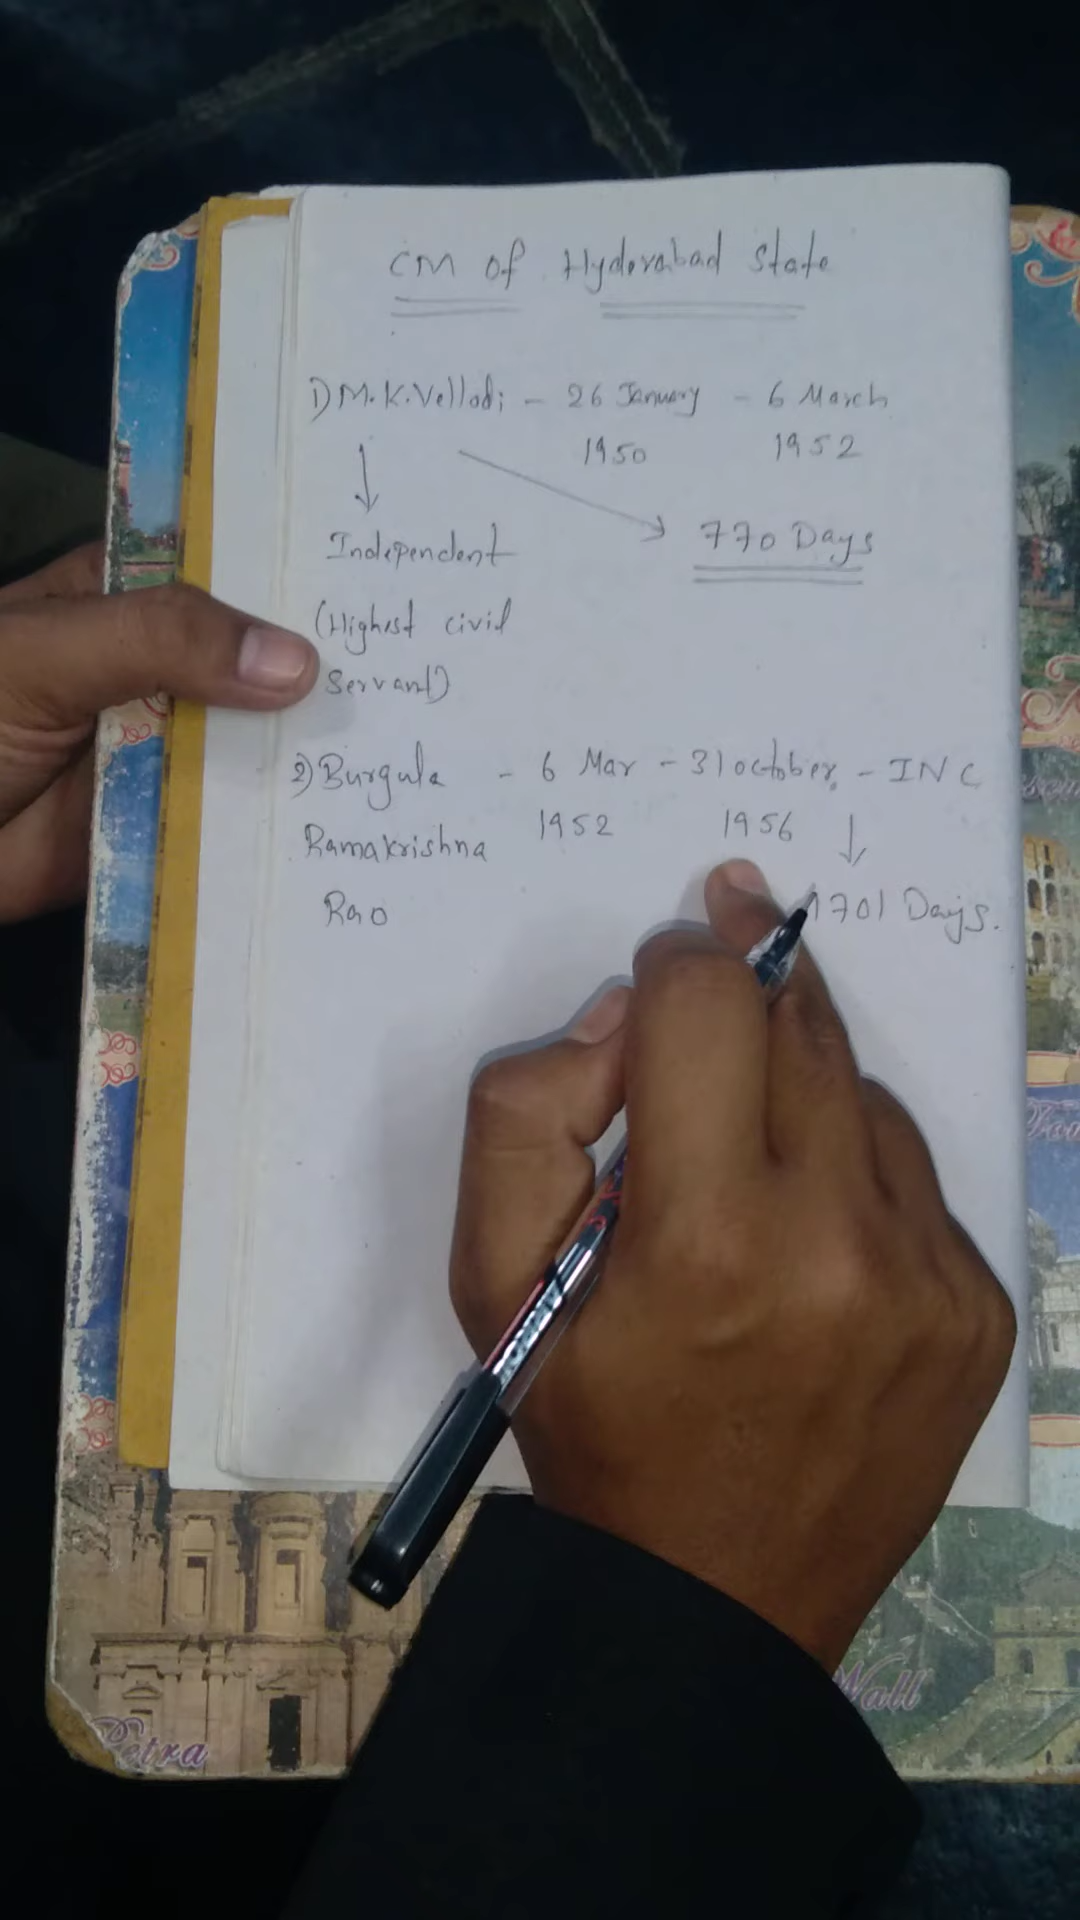 CM of Hyderabad State
1) M.K.Vellodi - 26 January - 6 March
1950 1952
770 Days
Independent
(Highest civil
servant)
2) Burgula - 6 Mar - 31 october - INC
Ramakrishna 1952 1956
Rao 1701 Days.
Petra
Wall